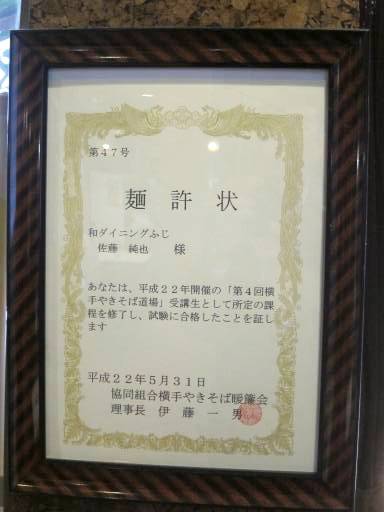 第４７号
麺許状
和ダイニングふじ
佐藤　純也　様
あなたは、平成２２年開催の「第４回横
手やきそば道場」受講生として所定の課
程を修了し、試験に合格したことを証し
ます
平成２２年５月３１日
協同組合横手やきそば暖簾会
理事長　伊　藤　一　男